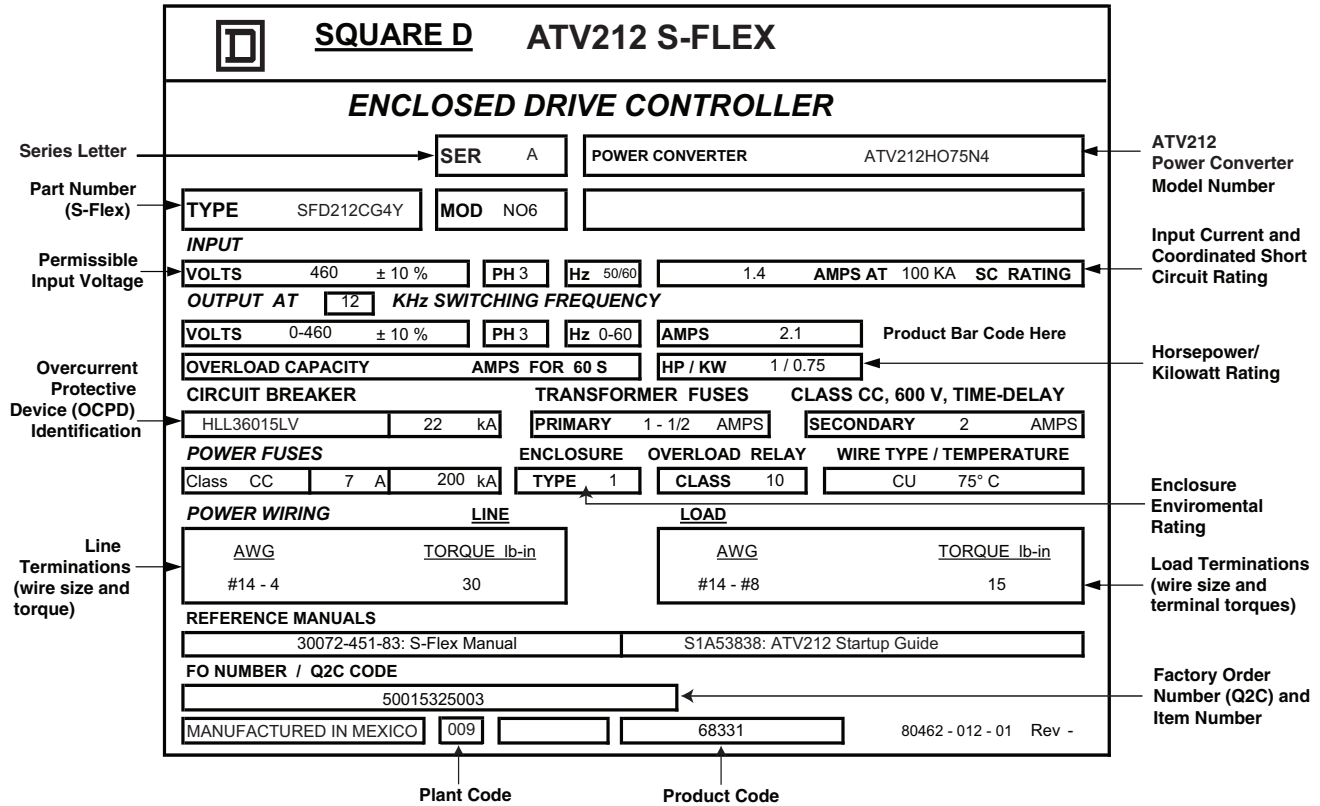 SQUARE D ATV212 S-FLEX
ENCLOSED DRIVE CONTROLLER
Series Letter
SER A
POWER CONVERTER ATV212HO75N4
ATV212
Power Converter
Model Number
Part Number
(S-Flex)
TYPE SFD212CG4Y
MOD NO6
INPUT
Permissible
Input Voltage
VOLTS 460 ± 10 %
PH 3
Hz 50/60
1.4 AMPS AT 100 KA SC RATING
Input Current and
Coordinated Short
Circuit Rating
OUTPUT AT 12 KHz SWITCHING FREQUENCY
VOLTS 0-460 ± 10 %
PH 3
Hz 0-60
AMPS 2.1
Product Bar Code Here
OVERLOAD CAPACITY AMPS FOR 60 S
HP / KW 1 / 0.75
Horsepower/
Kilowatt Rating
Overcurrent
Protective
Device (OCPD)
Identification
CIRCUIT BREAKER
TRANSFORMER FUSES
CLASS CC, 600 V, TIME-DELAY
HLL36015LV 22 kA
PRIMARY 1 - 1/2 AMPS
SECONDARY 2 AMPS
POWER FUSES
ENCLOSURE
OVERLOAD RELAY
WIRE TYPE / TEMPERATURE
Class CC 7 A 200 kA
TYPE 1
CLASS 10
CU 75° C
Enclosure
Enviromental
Rating
POWER WIRING
LINE
LOAD
Line
Terminations
(wire size and
torque)
AWG TORQUE lb-in
#14 - 4 30
AWG TORQUE lb-in
#14 - #8 15
Load Terminations
(wire size and
terminal torques)
REFERENCE MANUALS
30072-451-83: S-Flex Manual
S1A53838: ATV212 Startup Guide
FO NUMBER / Q2C CODE
50015325003
Factory Order
Number (Q2C) and
Item Number
MANUFACTURED IN MEXICO
009
68331
80462 - 012 - 01 Rev -
Plant Code
Product Code